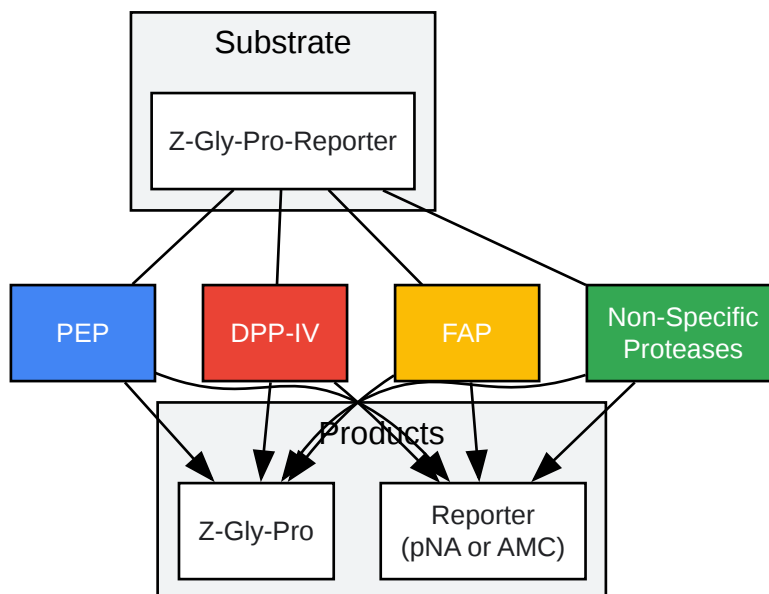 Substrate
Z-Gly-Pro-Reporter
PEP
DPP-IV
FAP
Non-Specific
Proteases
Products
Z-Gly-Pro
Reporter
(pNA or AMC)